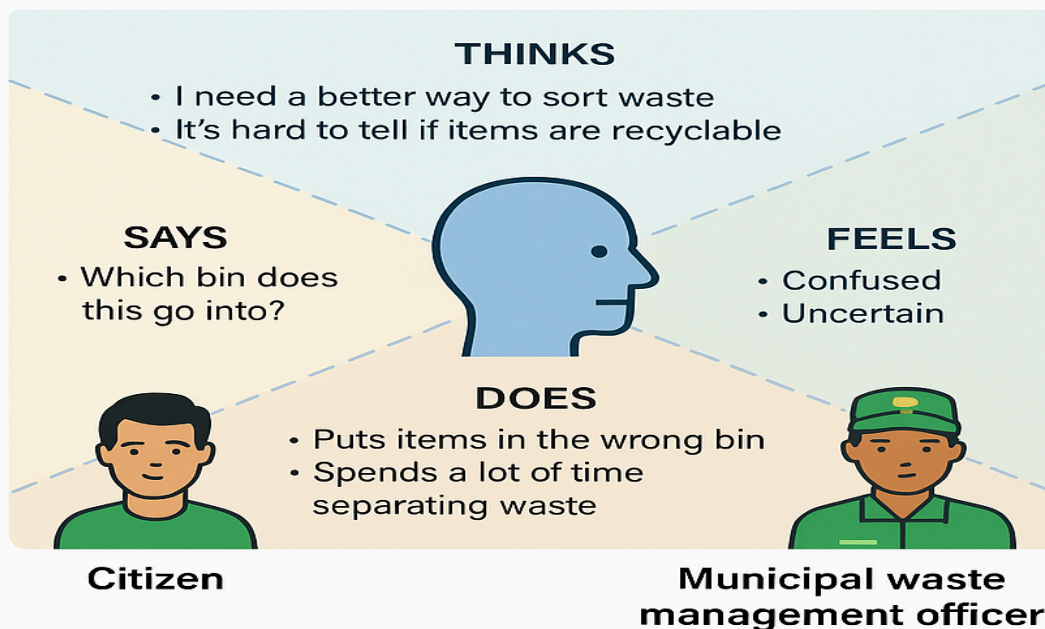 THINKS
• I need a better way to sort waste
• It's hard to tell if items are recyclable
SAYS
• Which bin does
this go into?
FEELS
• Confused
• Uncertain
DOES
• Puts items in the wrong bin
• Spends a lot of time
separating waste
Citizen
Municipal waste
management officer